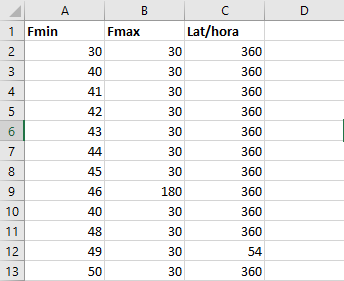 A B C D
1 Fmin Fmax Lat/hora
2 30 30 360
3 40 30 360
4 41 30 360
5 42 30 360
6 43 30 360
7 44 30 360
8 45 30 360
9 46 180 360
10 40 30 360
11 48 30 360
12 49 30 54
13 50 30 360